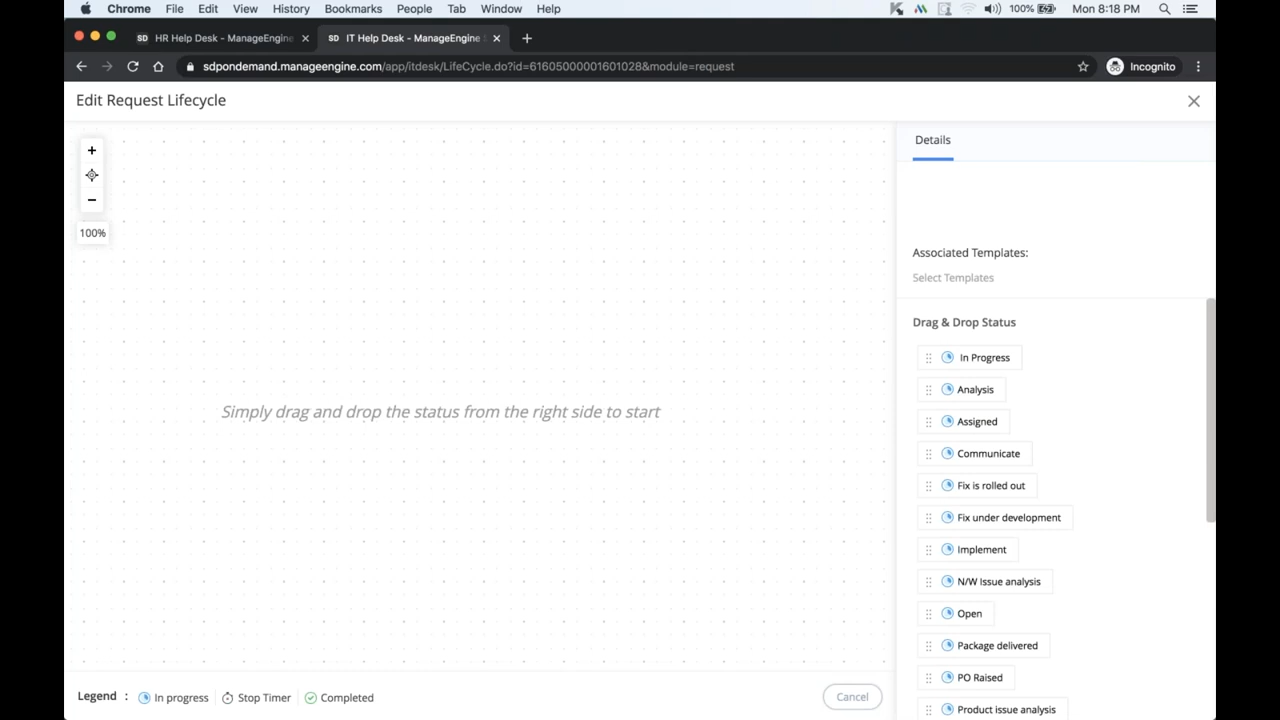 Chrome File Edit View History Bookmarks People Tab Window Help 100% Mon 8:18 PM
SD HR Help Desk - ManageEngine SD IT Help Desk - ManageEngine
sdpondemand.manageengine.com/app/itdesk/LifeCycle.do?id=61605000001601028&module=request Incognito
Edit Request Lifecycle
Details
+
−
100%
Associated Templates:
Select Templates
Drag & Drop Status
In Progress
Analysis
Assigned
Simply drag and drop the status from the right side to start
Communicate
Fix is rolled out
Fix under development
Implement
N/W Issue analysis
Open
Package delivered
PO Raised
Product issue analysis
Legend : In progress Stop Timer Completed Cancel